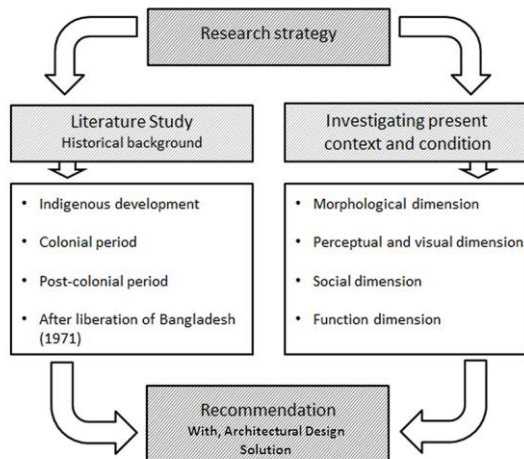 Research strategy
Literature Study
Historical background
• Indigenous development
• Colonial period
• Post-colonial period
• After liberation of Bangladesh
(1971)
Investigating present
context and condition
• Morphological dimension
• Perceptual and visual dimension
• Social dimension
• Function dimension
Recommendation
With, Architectural Design
Solution